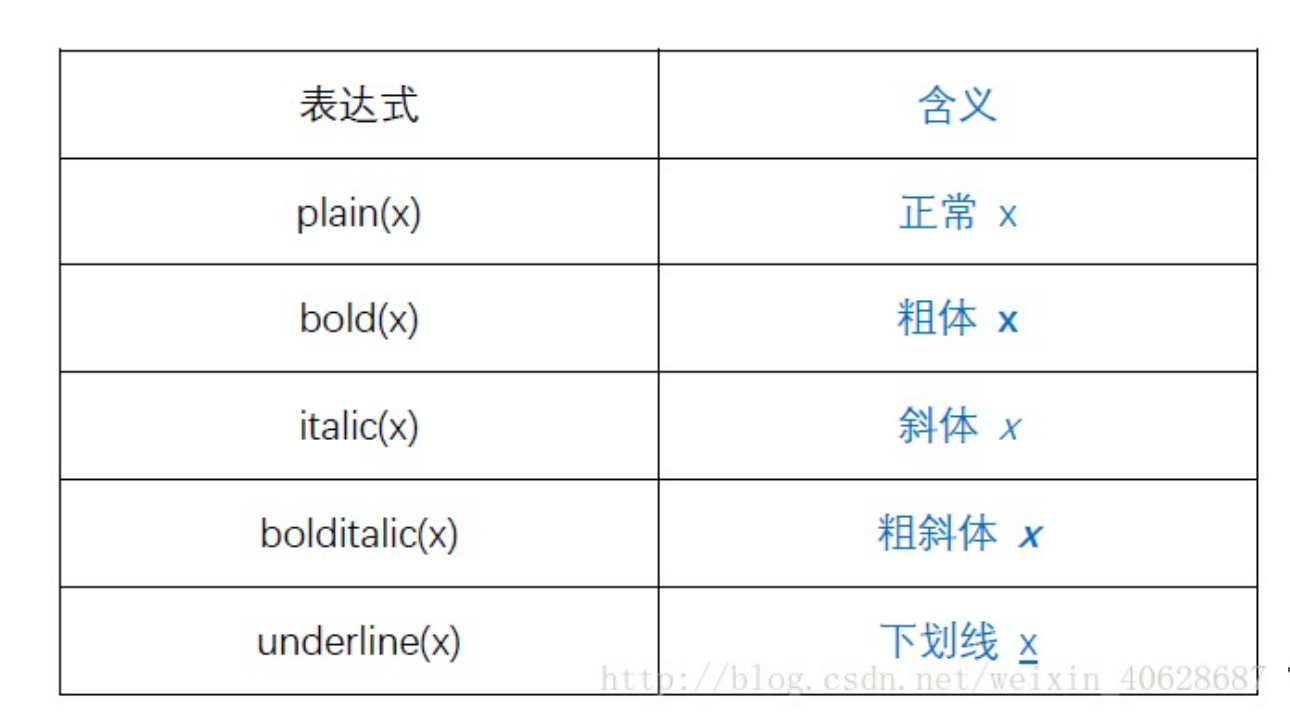 表达式 含义
plain(x) 正常 x
bold(x) 粗体 x
italic(x) 斜体 x
bolditalic(x) 粗斜体 x
underline(x) 下划线 x
http://blog.csdn.net/weixin_40628687